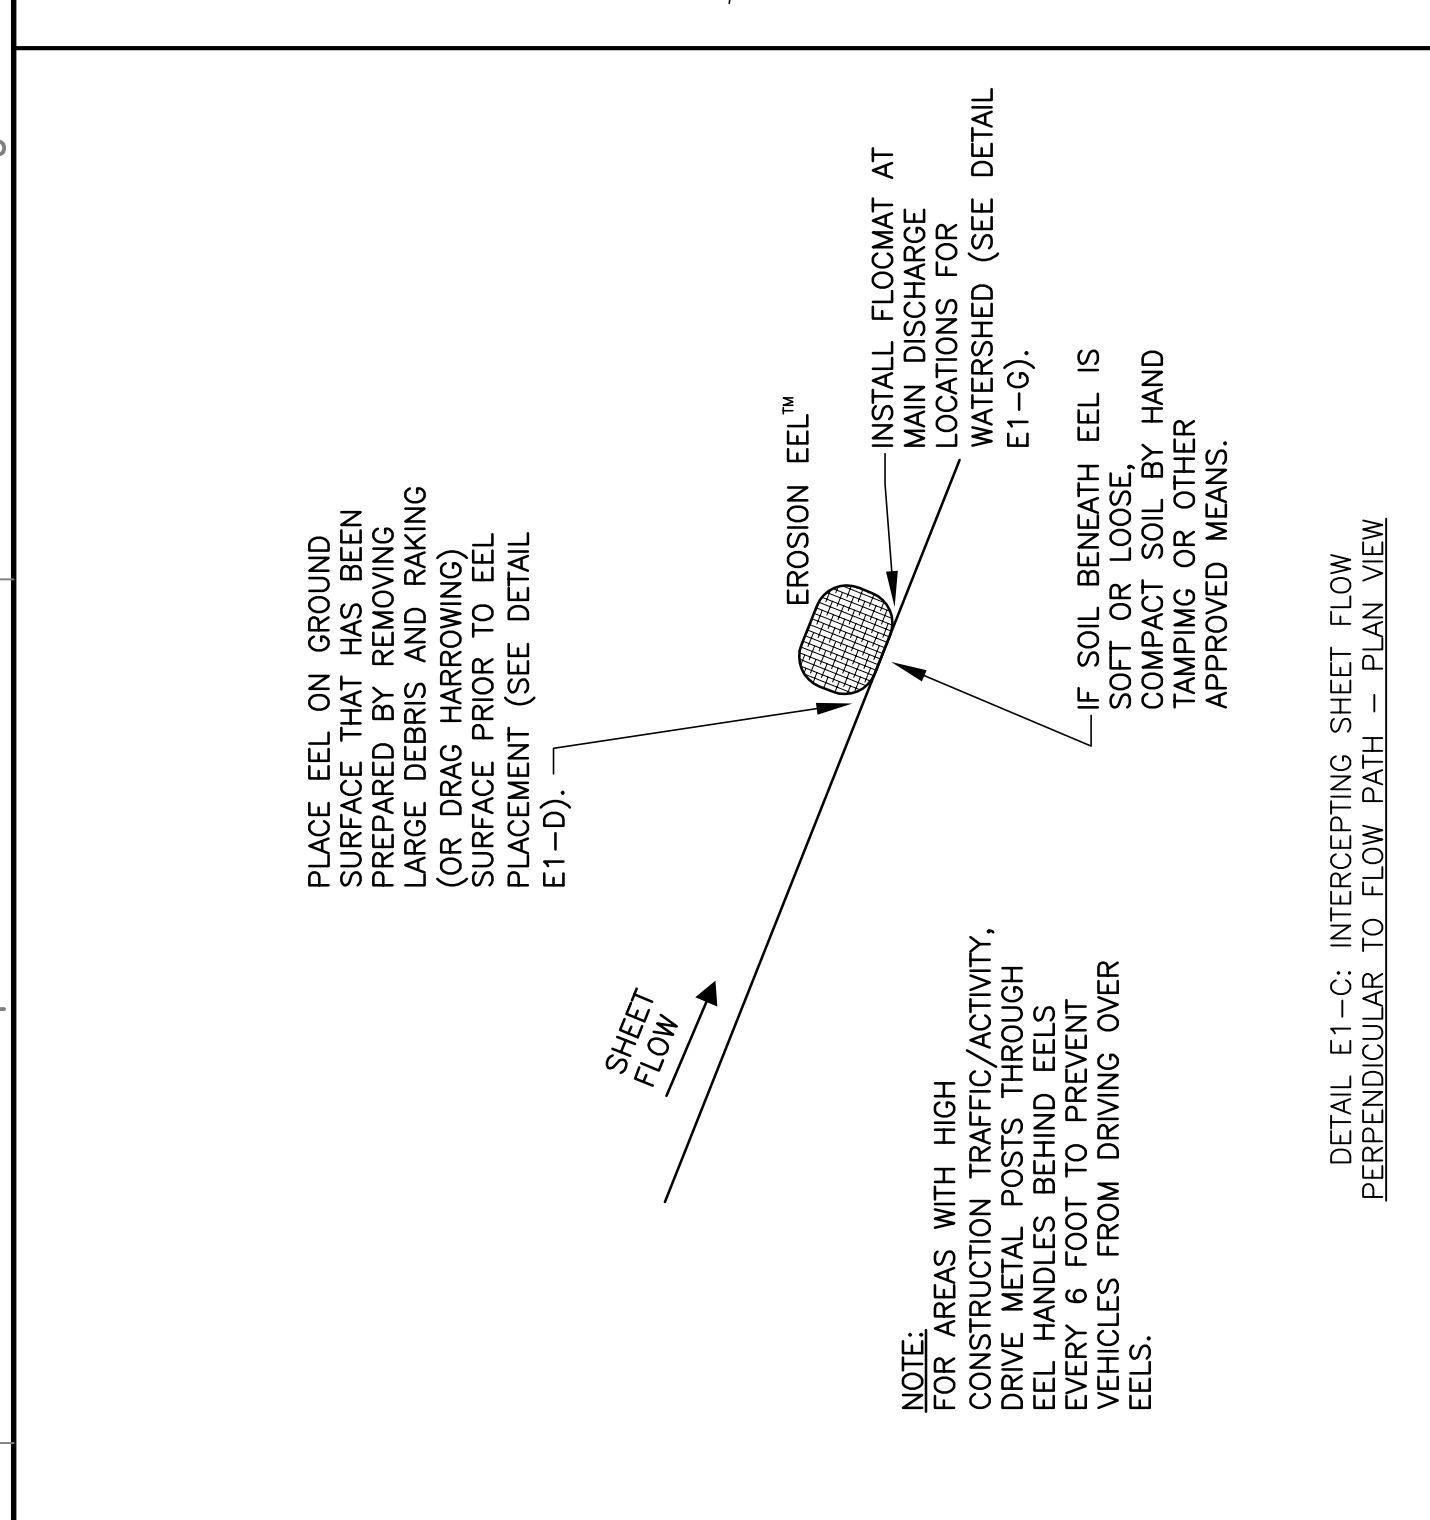 PLACE EEL ON GROUND
SURFACE THAT HAS BEEN
PREPARED BY REMOVING
LARGE DEBRIS AND RAKING
(OR DRAG HARROWING)
SURFACE PRIOR TO EEL
PLACEMENT (SEE DETAIL
E1-D).
SHEET
FLOW
EROSION EEL™
INSTALL FLOCMAT AT
MAIN DISCHARGE
LOCATIONS FOR
WATERSHED (SEE DETAIL
E1-G).
IF SOIL BENEATH EEL IS
SOFT OR LOOSE,
COMPACT SOIL BY HAND
TAMPIMG OR OTHER
APPROVED MEANS.
NOTE:
FOR AREAS WITH HIGH
CONSTRUCTION TRAFFIC/ACTIVITY,
DRIVE METAL POSTS THROUGH
EEL HANDLES BEHIND EELS
EVERY 6 FOOT TO PREVENT
VEHICLES FROM DRIVING OVER
EELS.
DETAIL E1-C: INTERCEPTING SHEET FLOW
PERPENDICULAR TO FLOW PATH - PLAN VIEW